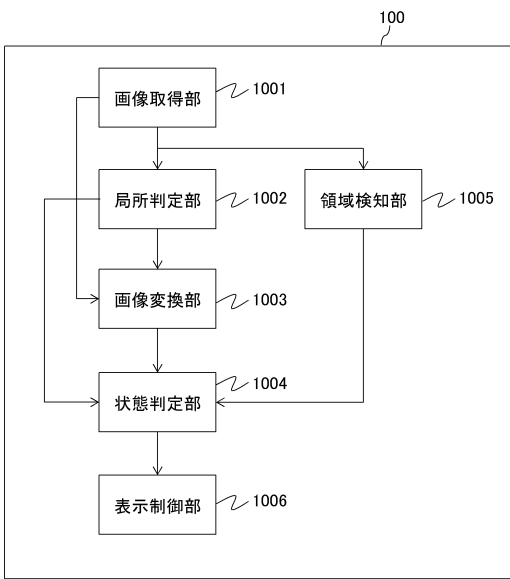 100
画像取得部
1001
局所判定部
1002
領域検知部
1005
画像変換部
1003
状態判定部
1004
表示制御部
1006